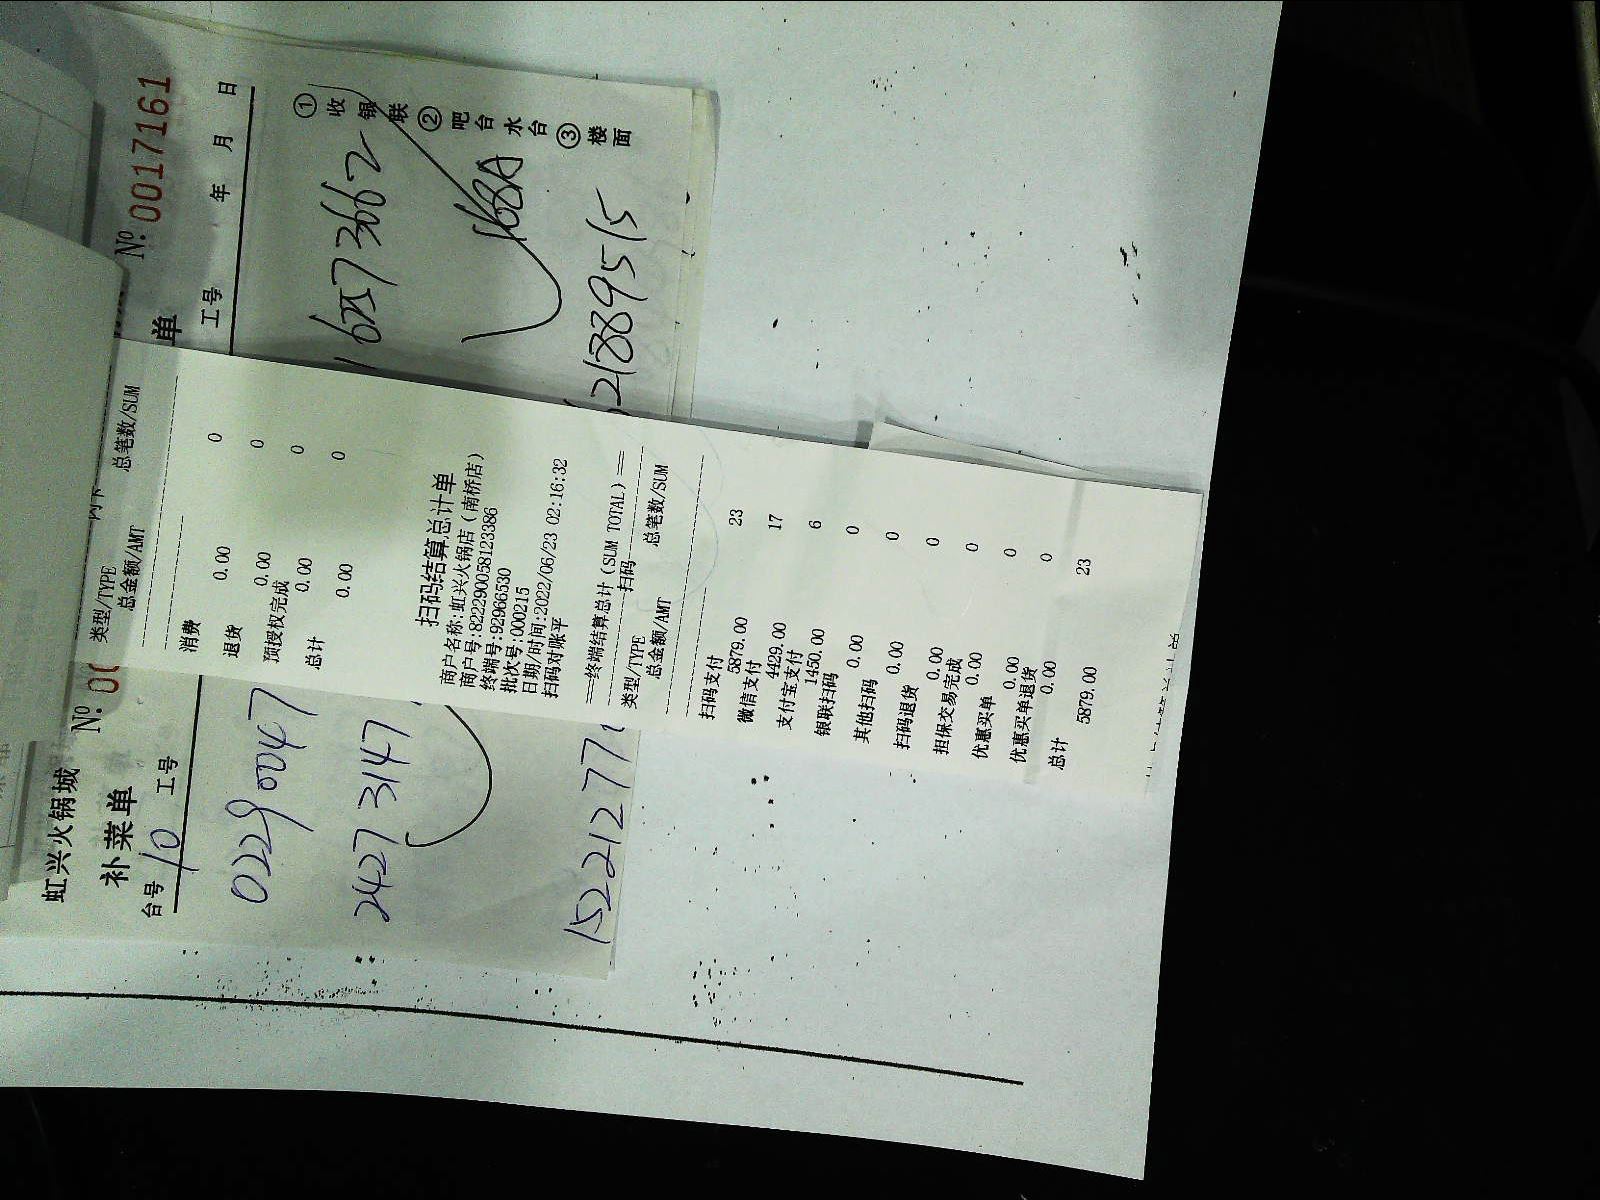 虹兴火锅城
补菜单
台号 10 工号
02290047
2427 3147
1522127 7
№:0017161
单
工号 年 月 日
7 3662
168A
21889515
①收银联 ②吧台水台 ③楼面
类型/TYPE
总金额/AMT 总笔数/SUM
消费
0.00 0
退货
0.00 0
预授权完成
0.00 0
总计
0.00 0
扫码结算总计单
商户名称:虹兴火锅店（南桥店）
商户号:822290058123386
终端号:92966530
批次号:000215
日期/时间:2022/06/23 02:16:32
扫码对账平
===终端结算总计(SUM TOTAL)===
类型/TYPE 扫码
总金额/AMT 总笔数/SUM
扫码支付
5879.00 23
微信支付
4429.00 17
支付宝支付
1450.00 6
银联扫码
0.00 0
其他扫码
0.00 0
扫码退货
0.00 0
担保交易完成
0.00 0
优惠买单
0.00 0
优惠买单退货
0.00 0
总计
5879.00 23